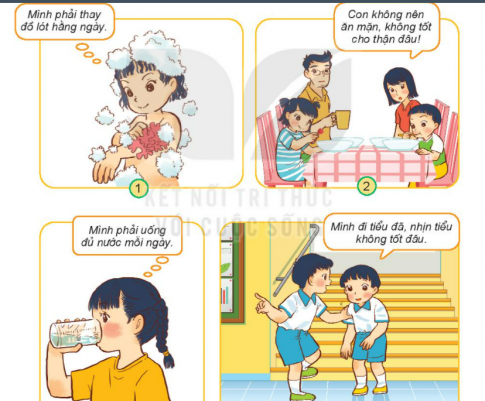 Mình phải thay
đồ lót hằng ngày.
Con không nên
ăn mặn, không tốt
cho thận đâu!
1
2
KẾT NỐI TRI THỨC
VỚI CUỘC SỐNG
Mình phải uống
đủ nước mỗi ngày.
Mình đi tiểu đã, nhịn tiểu
không tốt đâu.